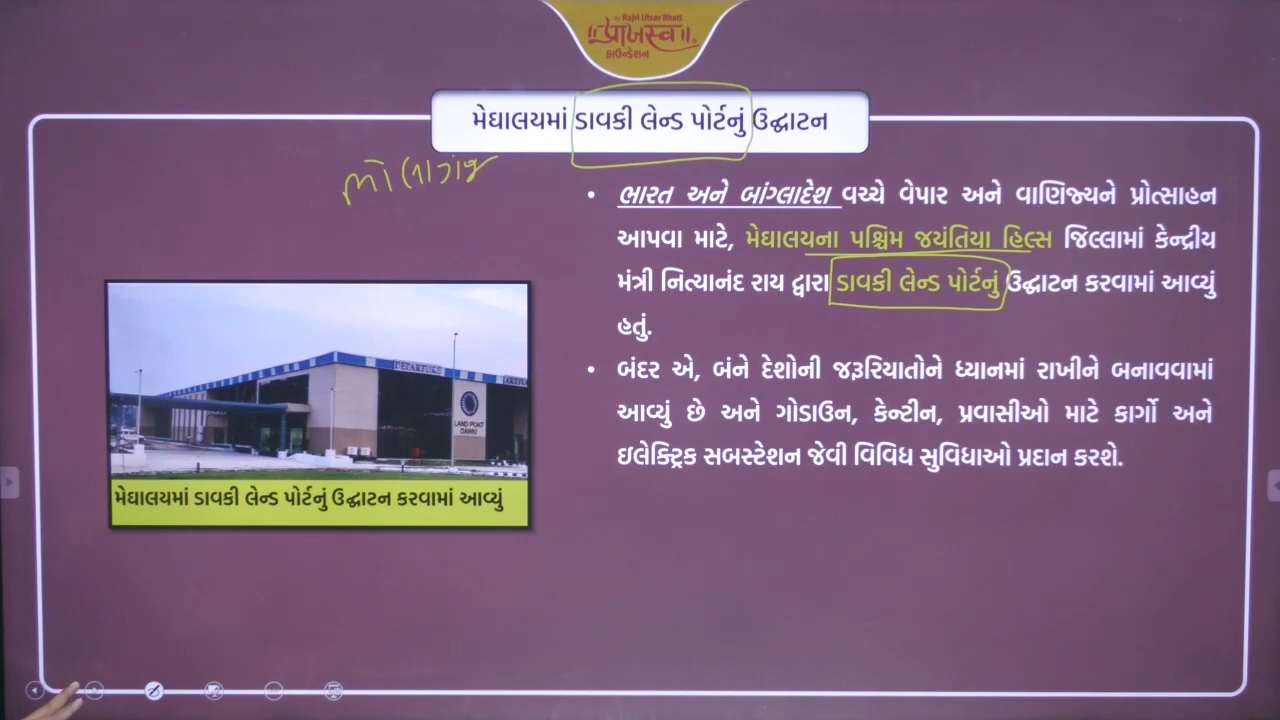 By Rajvi Utsav Bhatt
॥પ્રાજસ્વ॥
ફાઉન્ડેશન
મેઘાલયમાં ડાવકી લેન્ડ પોર્ટનું ઉદ્ઘાટન
• ભારત અને બાંગ્લાદેશ વચ્ચે વેપાર અને વાણિજ્યને પ્રોત્સાહન
આપવા માટે, મેઘાલયના પશ્ચિમ જયંતિયા હિલ્સ જિલ્લામાં કેન્દ્રીય
મંત્રી નિત્યાનંદ રાય દ્વારા ડાવકી લેન્ડ પોર્ટનું ઉદ્ઘાટન કરવામાં આવ્યું
હતું.
• બંદર એ, બંને દેશોની જરૂરિયાતોને ધ્યાનમાં રાખીને બનાવવામાં
આવ્યું છે અને ગોડાઉન, કેન્ટીન, પ્રવાસીઓ માટે કાર્ગો અને
ઇલેક્ટ્રિક સબસ્ટેશન જેવી વિવિધ સુવિધાઓ પ્રદાન કરશે.
DEPARTURE
LAND PORT
DAWKI
મેઘાલયમાં ડાવકી લેન્ડ પોર્ટનું ઉદ્ઘાટન કરવામાં આવ્યું